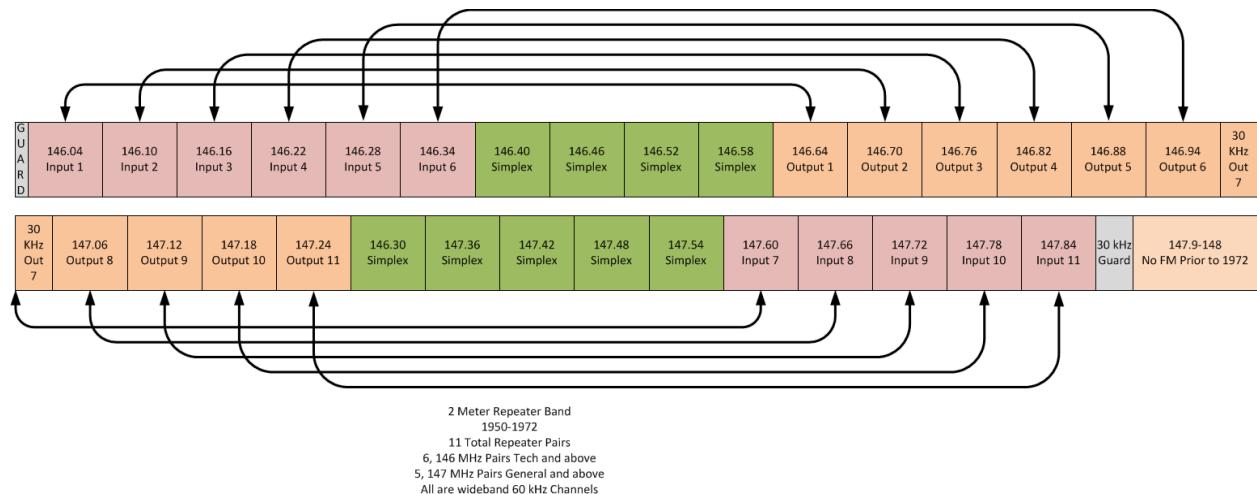 G
U
A
R
D
146.04
Input 1
146.10
Input 2
146.16
Input 3
146.22
Input 4
146.28
Input 5
146.34
Input 6
146.40
Simplex
146.46
Simplex
146.52
Simplex
146.58
Simplex
146.64
Output 1
146.70
Output 2
146.76
Output 3
146.82
Output 4
146.88
Output 5
146.94
Output 6
30
KHz
Out
7
30
KHz
Out
7
147.06
Output 8
147.12
Output 9
147.18
Output 10
147.24
Output 11
146.30
Simplex
147.36
Simplex
147.42
Simplex
147.48
Simplex
147.54
Simplex
147.60
Input 7
147.66
Input 8
147.72
Input 9
147.78
Input 10
147.84
Input 11
30 kHz
Guard
147.9-148
No FM Prior to 1972
2 Meter Repeater Band
1950-1972
11 Total Repeater Pairs
6, 146 MHz Pairs Tech and above
5, 147 MHz Pairs General and above
All are wideband 60 kHz Channels